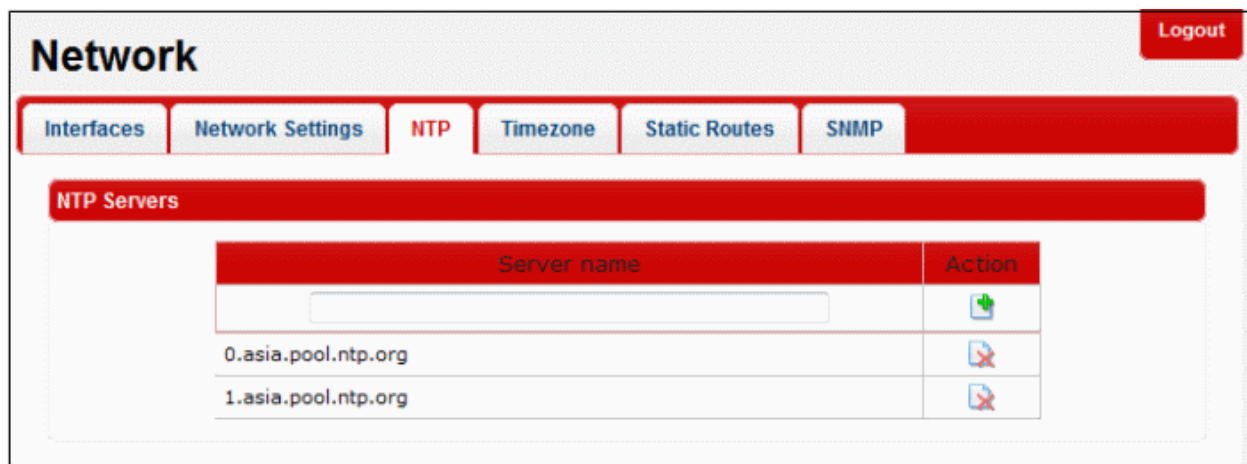 Logout
Network
Interfaces Network Settings NTP Timezone Static Routes SNMP
NTP Servers
Server name Action
0.asia.pool.ntp.org
1.asia.pool.ntp.org